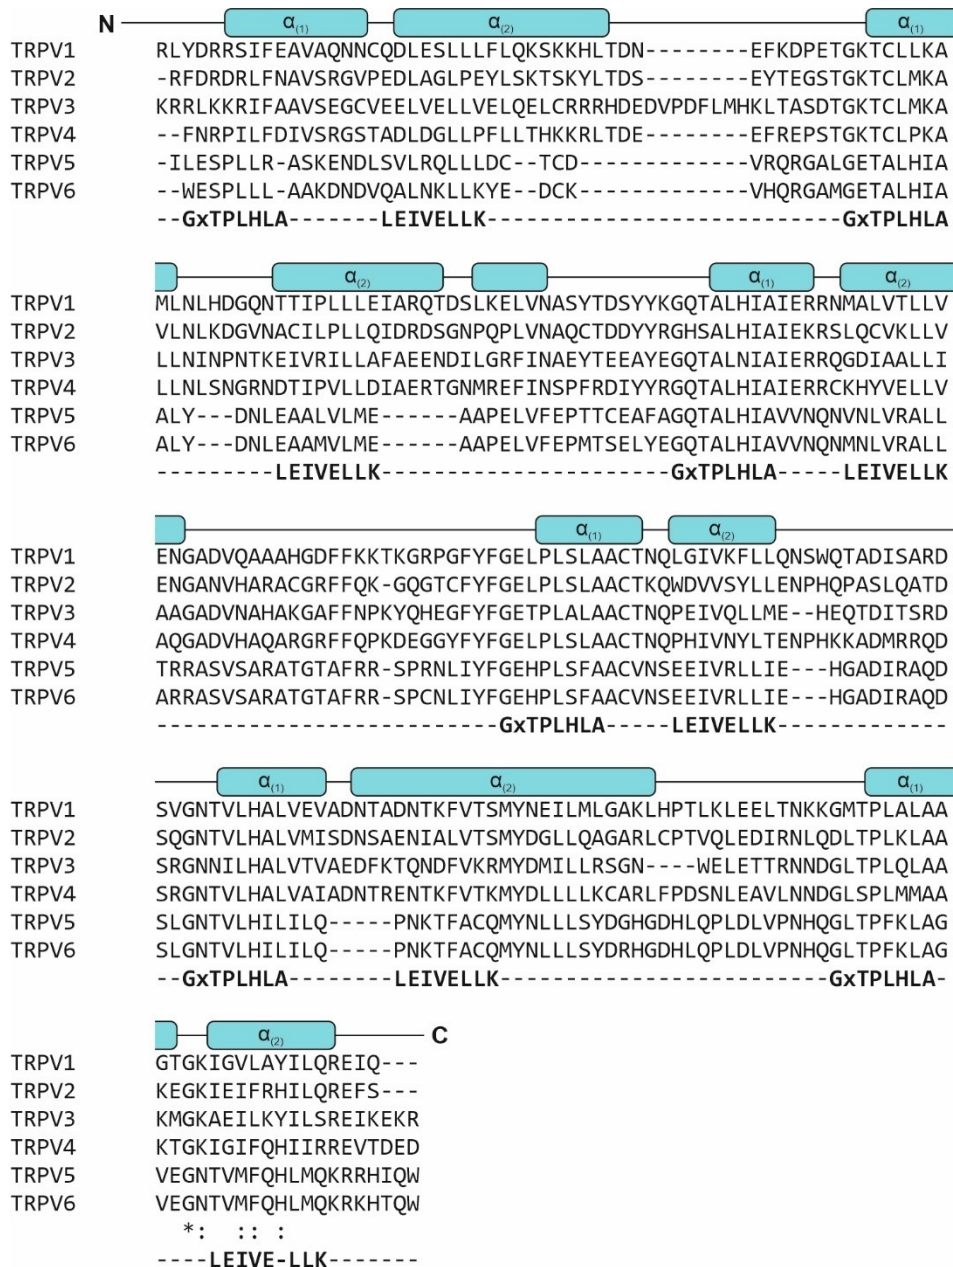 N α(1) α(2) α(1)
TRPV1 RLYDRRSIFEAVAQNNCQDLESLLLFLQKSKKHLTDN--------EFKDPETGKTCLLKA
TRPV2 -RFDRDRLFNAVSRGVPEDLAGLPEYLSKTSKYLTDS--------EYTEGSTGKTCLMKA
TRPV3 KRRLKKRIFAAVSEGCVEELVELLVELQELCRRRHDEDVPDFLMHKLTASDTGKTCLMKA
TRPV4 --FNRPILFDIVSRGSTADLDGLLPFLLTHKKRLTDE--------EFREPSTGKTCLPKA
TRPV5 -ILESPLLR-ASKENDLSVLRQLLLDC--TCD-------------VRQRGALGETALHIA
TRPV6 --WESPLLL-AAKDNDVQALNKLLKYE--DCK-------------VHQRGAMGETALHIA
--GxTPLHLA-------LEIVELLK---------------------------GxTPLHLA
α(2) α(1) α(2)
TRPV1 MLNLHDGQNTTIPLLLEIARQTDSLKELVNASYTDSYYKGQTALHIAIERRNMALVTLLV
TRPV2 VLNLKDGVNACILPLLQIDRDSGNPQPLVNAQCTDDYYRGHSALHIAIEKRSLQCVKLLV
TRPV3 LLNINPNTKEIVRILLAFAEENDILGRFINAEYTEEAYEGQTALNIAIERRQGDIAALLI
TRPV4 LLNLSNGRNDTIPVLLDIAERTGNMREFINSPFRDIYYRGQTALHIAIERRCKHYVELLV
TRPV5 ALY---DNLEAALVLME------AAPELVFEPTTCEAFAGQTALHIAVVNQNVNLVRALL
TRPV6 ALY---DNLEAAMVLME------AAPELVFEPMTSELYEGQTALHIAVVNQNMNLVRALL
---------LEIVELLK----------------------GxTPLHLA-----LEIVELLK
α(1) α(2)
TRPV1 ENGADVQAAAHGDFFKKTKGRPGFYFGELPLSLAACTNQLGIVKFLLQNSWQTADISARD
TRPV2 ENGANVHARACGRFFQK-GQGTCFYFGELPLSLAACTKQWDVVSYLLENPHQPASLQATD
TRPV3 AAGADVNAHAKGAFFNPKYQHEGFYFGETPLALAACTNQPEIVQLLME--HEQTDITSRD
TRPV4 AQGADVHAQARGRFFQPKDEGGYFYFGELPLSLAACTNQPHIVNYLTENPHKKADMRRQD
TRPV5 TRRASVSARATGTAFRR-SPRNLIYFGEHPLSFAACVNSEEIVRLLIE---HGADIRAQD
TRPV6 ARRASVSARATGTAFRR-SPCNLIYFGEHPLSFAACVNSEEIVRLLIE---HGADIRAQD
--------------------------GxTPLHLA-----LEIVELLK-------------
α(1) α(2) α(1)
TRPV1 SVGNTVLHALVEVADNTADNTKFVTSMYNEILMLGAKLHPTLKLEELTNKKGMTPLALAA
TRPV2 SQGNTVLHALVMISDNSAENIALVTSMYDGLLQAGARLCPTVQLEDIRNLQDLTPLKLAA
TRPV3 SRGNNILHALVTVAEDFKTQNDFVKRMYDMILLRSGN----WELETTRNNDGLTPLQLAA
TRPV4 SRGNTVLHALVAIADNTRENTKFVTKMYDLLLLKCARLFPDSNLEAVLNNDGLSPLMMAA
TRPV5 SLGNTVLHILILQ-----PNKTFACQMYNLLLSYDGHGDHLQPLDLVPNHQGLTPFKLAG
TRPV6 SLGNTVLHILILQ-----PNKTFACQMYNLLLSYDRHGDHLQPLDLVPNHQGLTPFKLAG
--GxTPLHLA--------LEIVELLK-------------------------GxTPLHLA-
α(2) C
TRPV1 GTGKIGVLAYILQREIQ---
TRPV2 KEGKIEIFRHILQREFS---
TRPV3 KMGKAEILKYILSREIKEKR
TRPV4 KTGKIGIFQHIIRREVTDED
TRPV5 VEGNTVMFQHLMQKRRHIQW
TRPV6 VEGNTVMFQHLMQKRKHTQW
*: :: :
----LEIVE-LLK-------